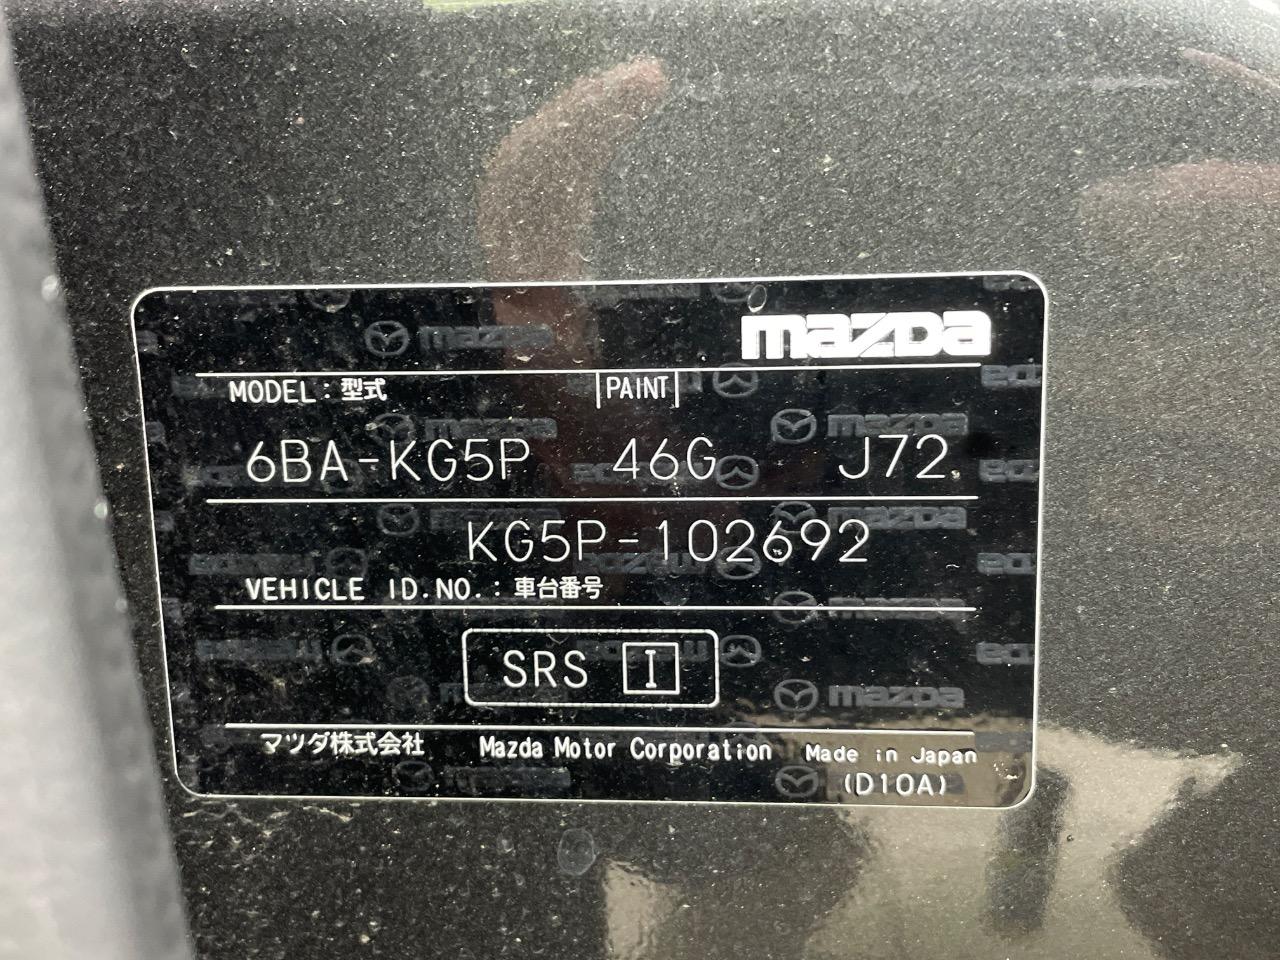 mazda
MODEL：型式 PAINT
6BA-KG5P 46G J72
KG5P-102692
VEHICLE ID.NO.：車台番号
SRS I
マツダ株式会社 Mazda Motor Corporation Made in Japan
(D10A)